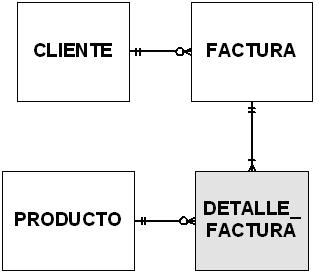 CLIENTE
FACTURA
PRODUCTO
DETALLE_
FACTURA